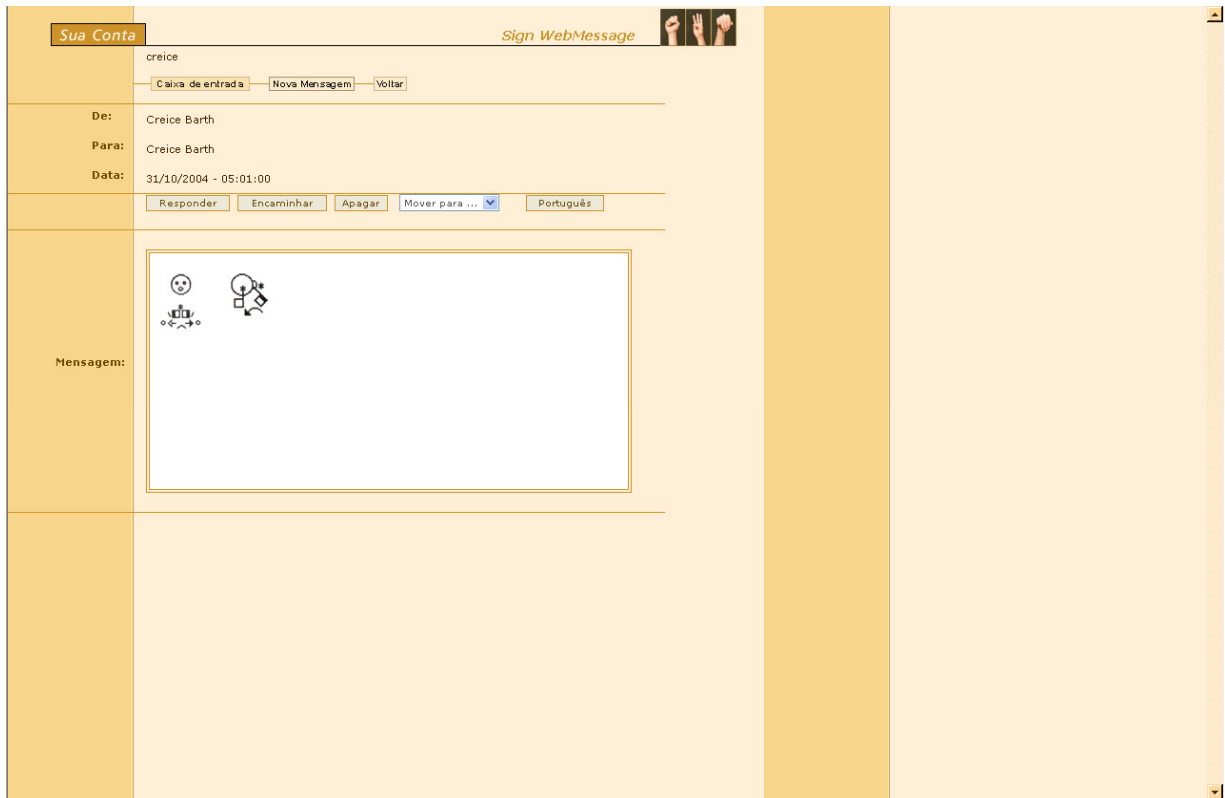 Sua Conta Sign WebMessage
creice
Caixa de entrada Nova Mensagem Voltar
De: Creice Barth
Para: Creice Barth
Data: 31/10/2004 - 05:01:00
Responder Encaminhar Apagar Mover para ... Português
Mensagem: